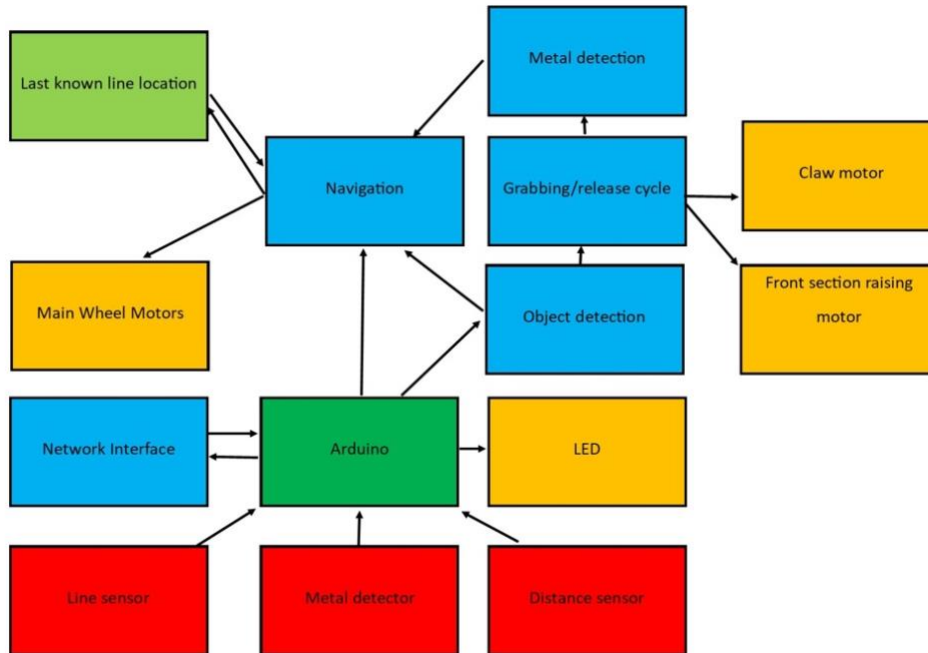 Metal detection
Last known line location
Claw motor
Navigation
Grabbing/release cycle
Front section raising
motor
Main Wheel Motors
Object detection
Network Interface
Arduino
LED
Line sensor
Metal detector
Distance sensor